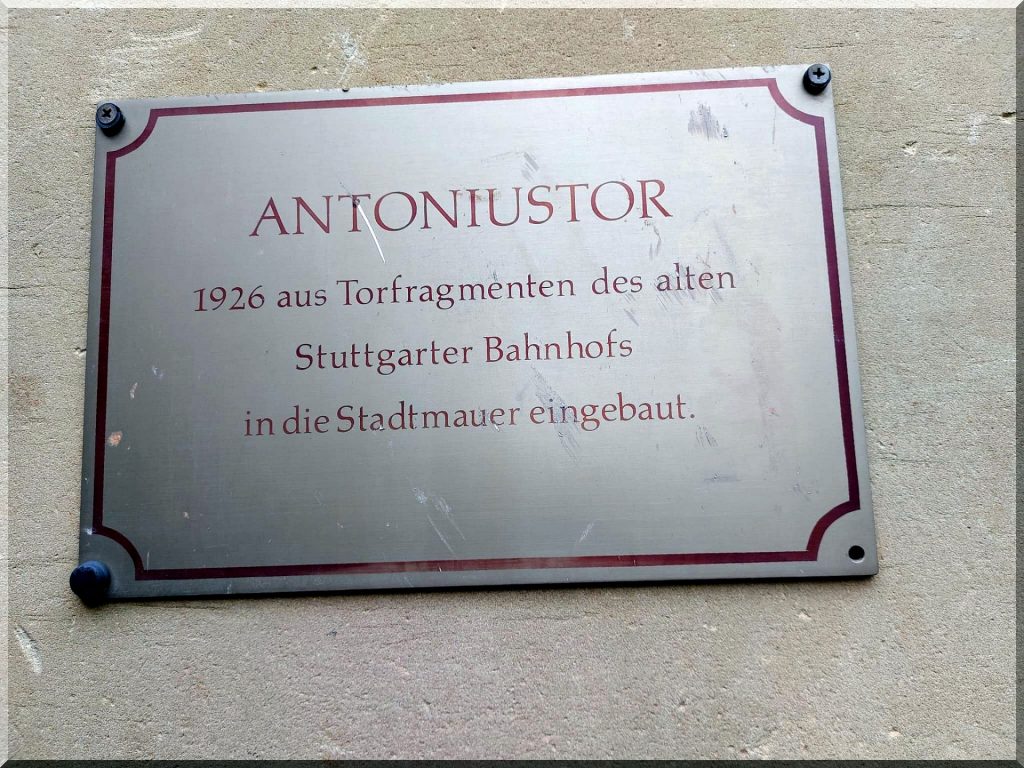 ANTONIUSTOR
1926 aus Torfragmenten des alten
Stuttgarter Bahnhofs
in die Stadtmauer eingebaut.